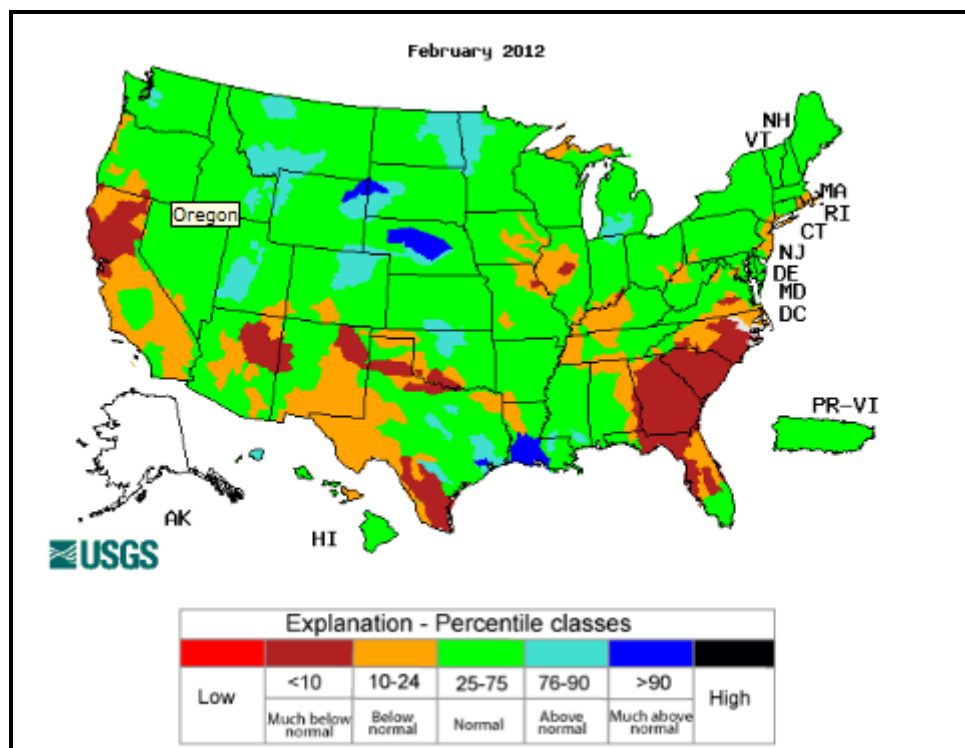 February 2012
NH
VT
MA
Oregon
RI
CT
NJ
DE
MD
DC
PR-VI
AK
HI
USGS
Explanation - Percentile classes
Low <10 10-24 25-75 76-90 >90 High
Much below normal Below normal Normal Above normal Much above normal